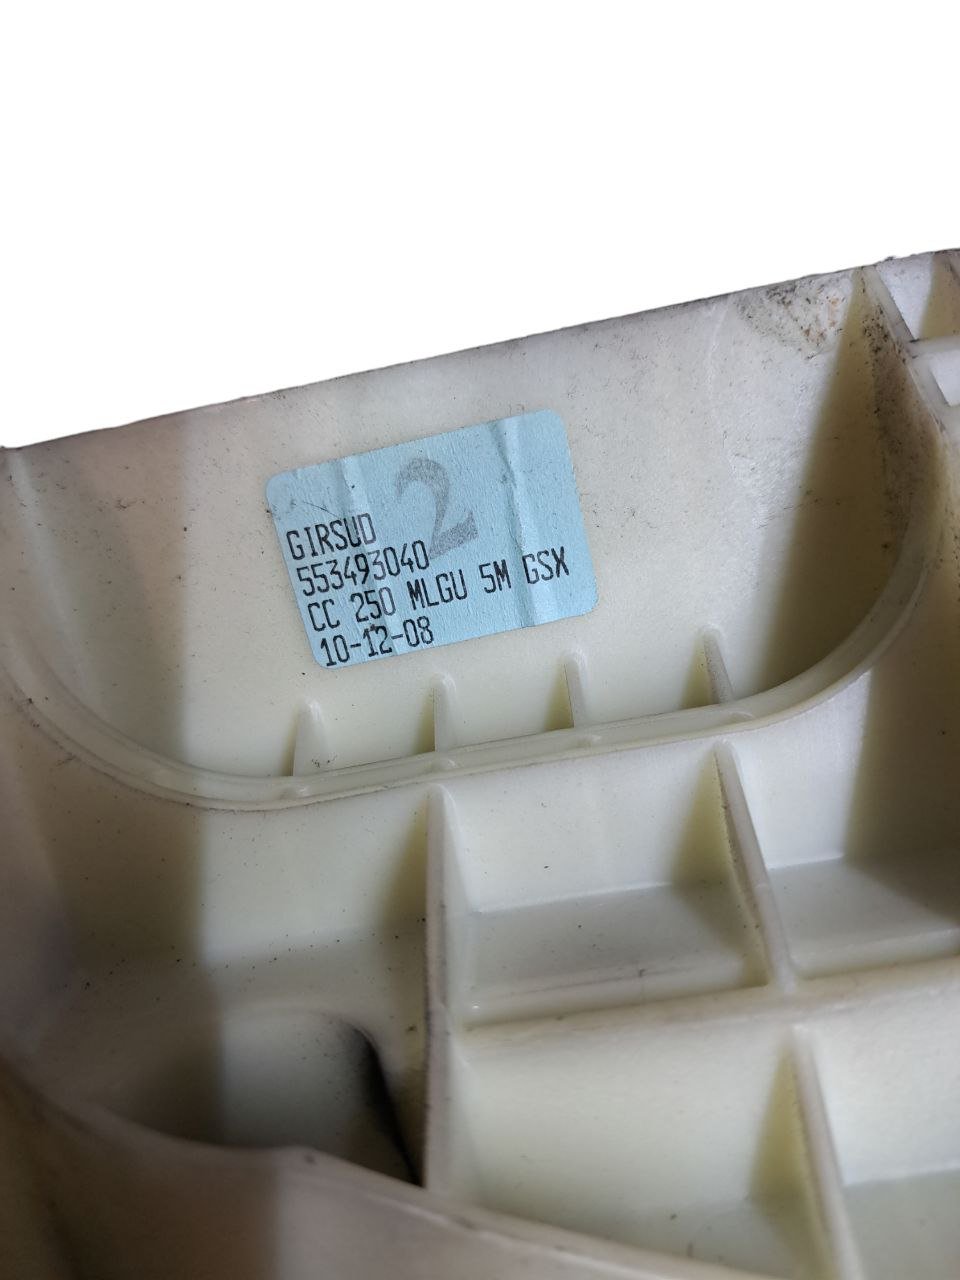 2
GIRSUD
553493040
CC 250 MLGU 5M GSX
10-12-08